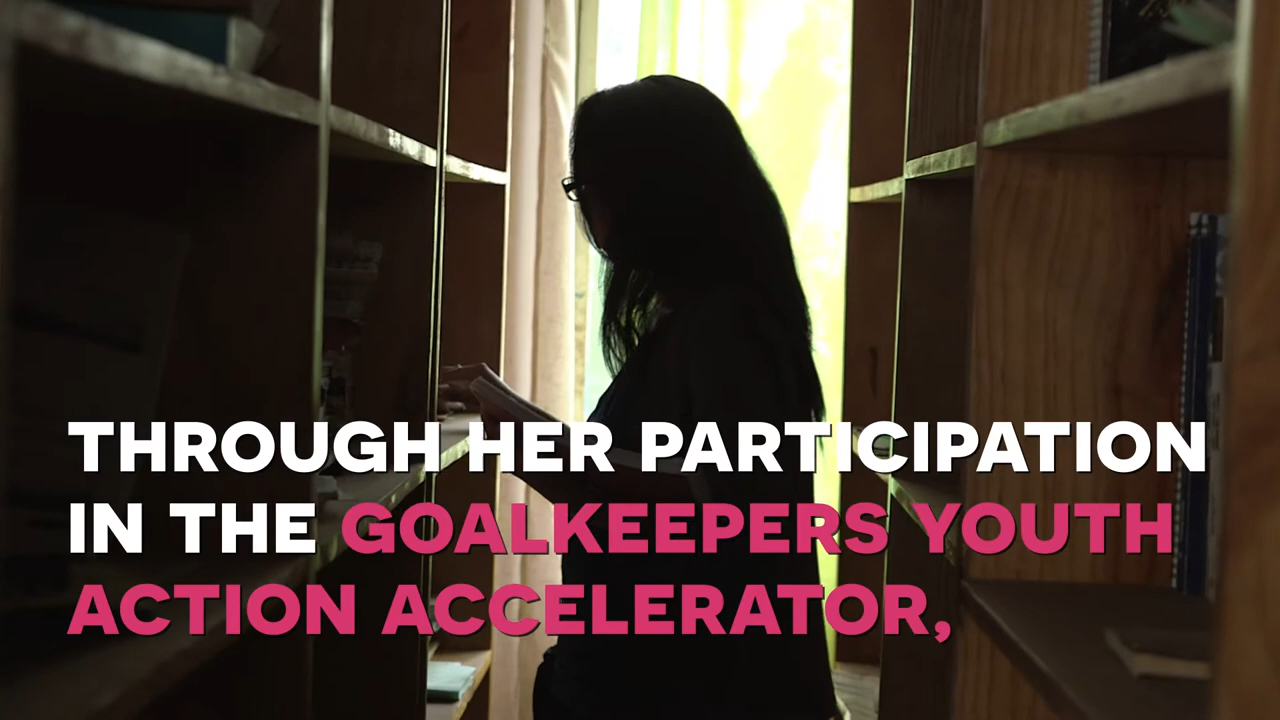 THROUGH HER PARTICIPATION
IN THE GOALKEEPERS YOUTH
ACTION ACCELERATOR,